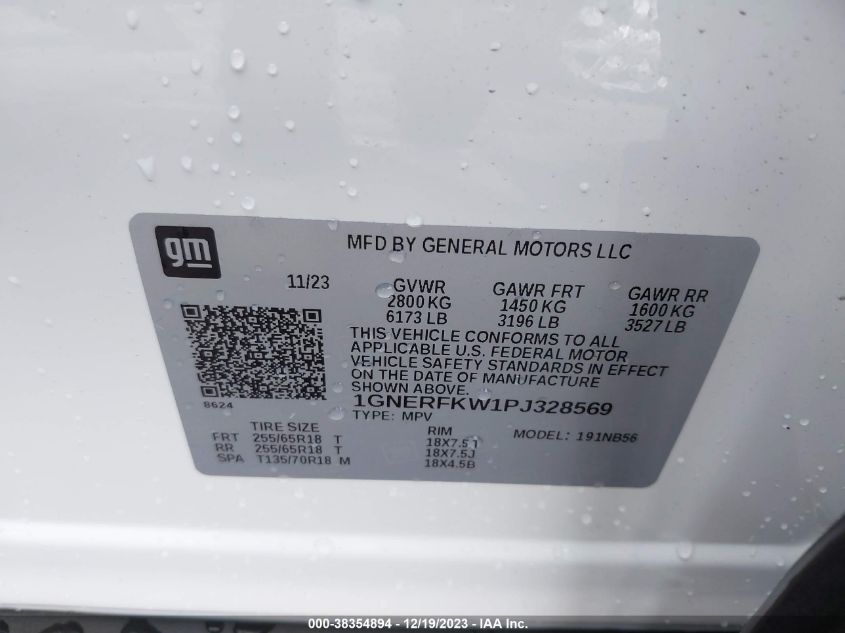 gm
MFD BY GENERAL MOTORS LLC
11/23 GVWR GAWR FRT GAWR RR
2800 KG 1450 KG 1600 KG
6173 LB 3196 LB 3527 LB
THIS VEHICLE CONFORMS TO ALL
APPLICABLE U.S. FEDERAL MOTOR
VEHICLE SAFETY STANDARDS IN EFFECT
ON THE DATE OF MANUFACTURE
SHOWN ABOVE.
8624
1GNERFKW1PJ328569
TYPE: MPV
TIRE SIZE RIM MODEL: 191NB56
FRT 255/65R18 T 18X7.5J
RR 255/65R18 T 18X7.5J
SPA T135/70R18 M 18X4.5B
000-38354894 - 12/19/2023 - IAA Inc.